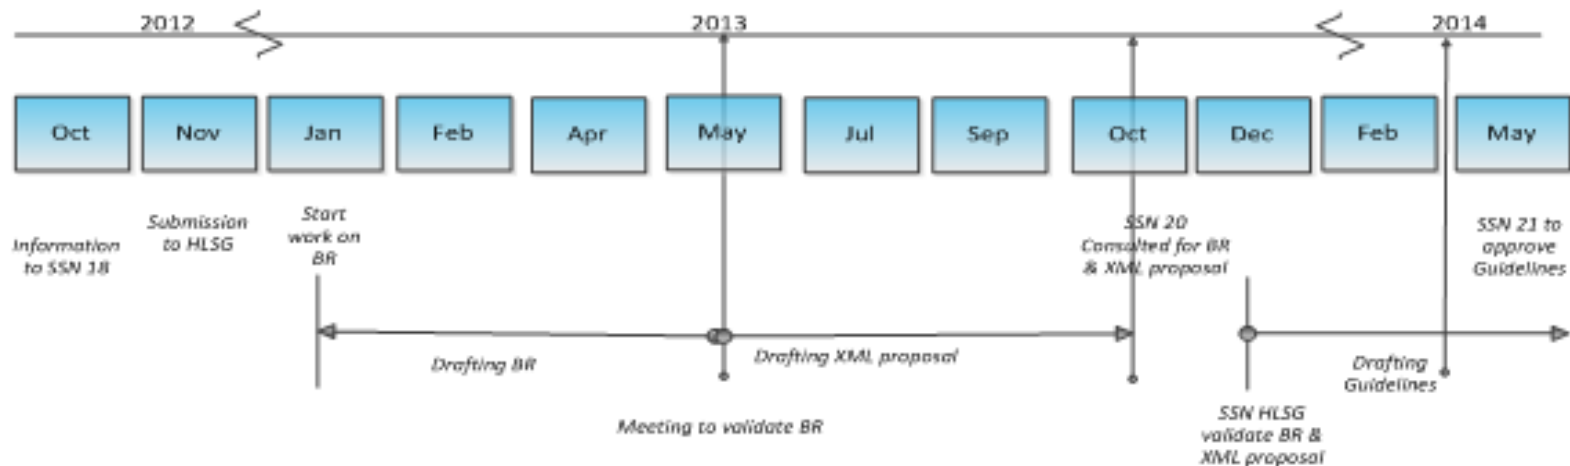 2012
2013
2014
Oct
Nov
Jan
Feb
Apr
May
Jul
Sep
Oct
Dec
Feb
May
Information
to SSN 18
Submission
to HLSG
Start
work on
BR
SSN 20
Consulted for BR
& XML proposal
SSN 21 to
approve
Guidelines
Drafting BR
Drafting XML proposal
Drafting
Guidelines
Meeting to validate BR
SSN HLSG
validate BR &
XML proposal